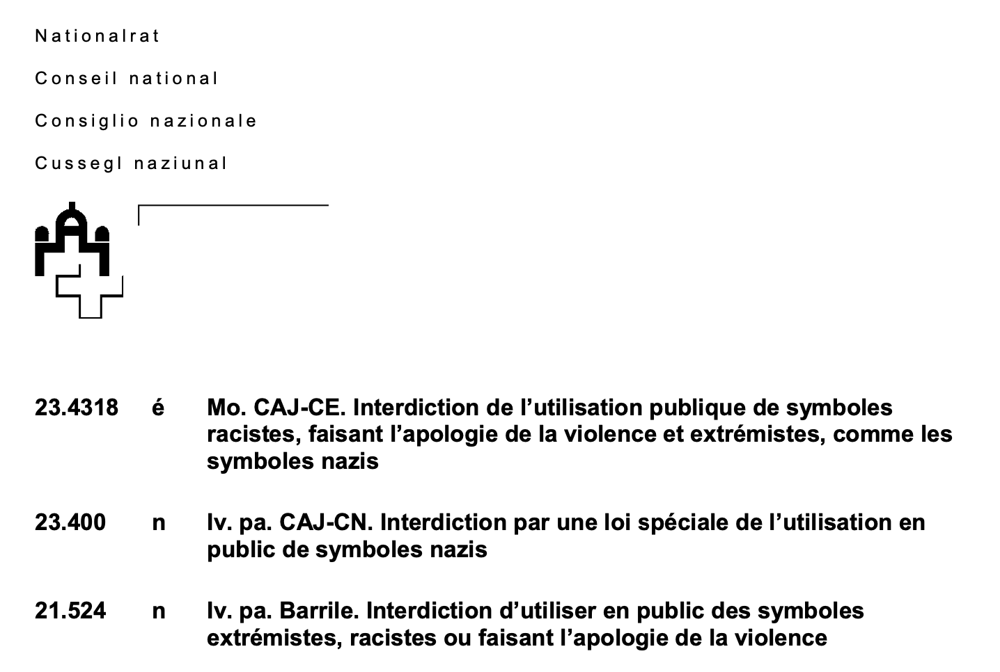 Nationalrat
Conseil national
Consiglio nazionale
Cussegl naziunal
23.4318 é Mo. CAJ-CE. Interdiction de l’utilisation publique de symboles
racistes, faisant l’apologie de la violence et extrémistes, comme les
symboles nazis
23.400 n Iv. pa. CAJ-CN. Interdiction par une loi spéciale de l’utilisation en
public de symboles nazis
21.524 n Iv. pa. Barrile. Interdiction d’utiliser en public des symboles
extrémistes, racistes ou faisant l’apologie de la violence